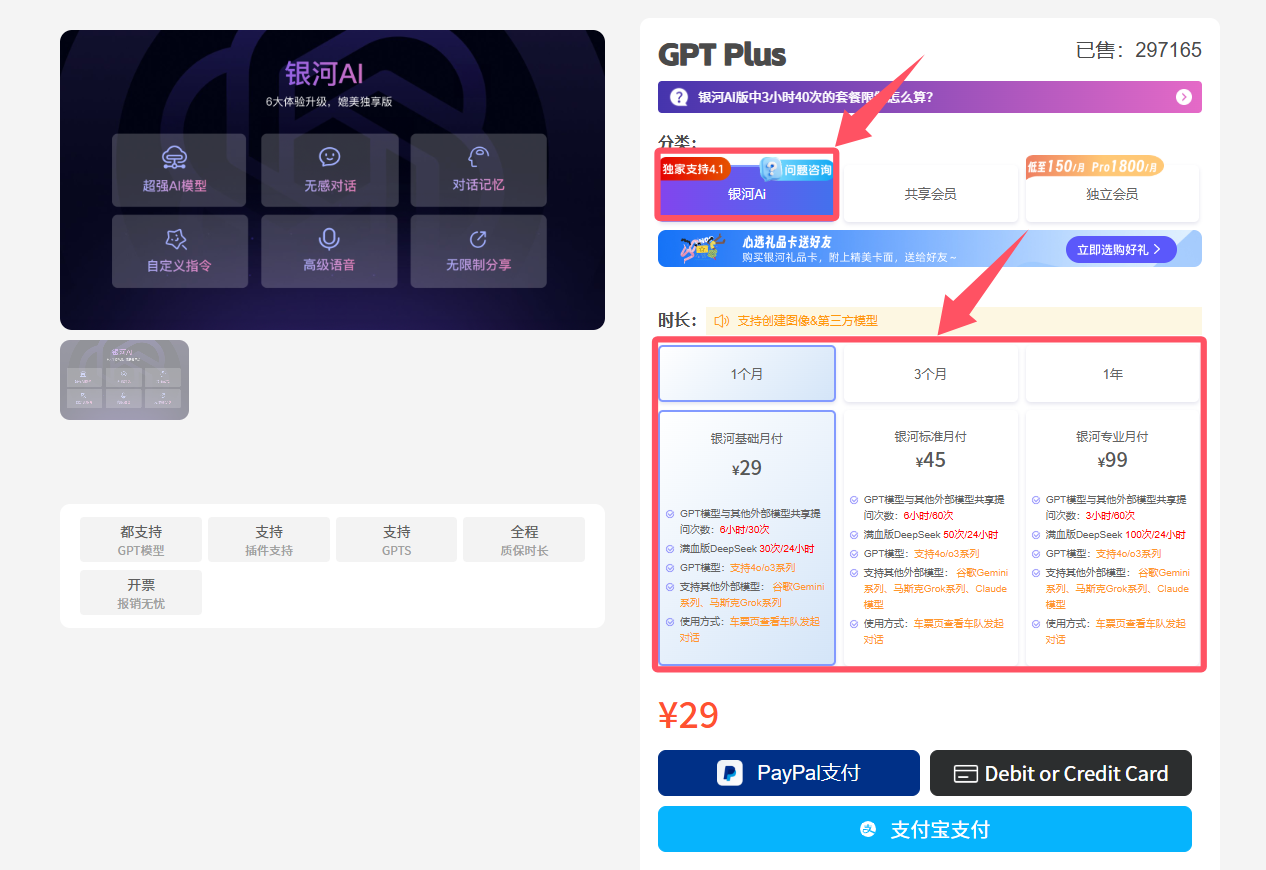 银河AI
6大体验升级，媲美独享版
超强AI模型
无感对话
对话记忆
自定义指令
高级语音
无限制分享
都支持
GPT模型
支持
插件支持
支持
GPTS
全程
质保时长
开票
报销无忧
GPT Plus
已售：297165
银河AI版中3小时40次的套餐限 怎么算?
分类：
独家支持4.1
问题咨询
银河Ai
共享会员
低至150/月 Pro1800/月
独立会员
心选礼品卡送好友
购买银河礼品卡，附上精美卡面，送给好友~
立即选购好礼
时长：
支持创建图像&第三方模型
1个月
3个月
1年
银河基础月付
¥29
GPT模型与其他外部模型共享提
问次数：6小时/30次
满血版DeepSeek 30次/24小时
GPT模型：支持4o/o3系列
支持其他外部模型：谷歌Gemini
系列、马斯克Grok系列
使用方式：车票页查看车队发起
对话
银河标准月付
¥45
GPT模型与其他外部模型共享提
问次数：6小时/60次
满血版DeepSeek 50次/24小时
GPT模型：支持4o/o3系列
支持其他外部模型：谷歌Gemini
系列、马斯克Grok系列、Claude
模型
使用方式：车票页查看车队发起
对话
银河专业月付
¥99
GPT模型与其他外部模型共享提
问次数：3小时/60次
满血版DeepSeek 100次/24小时
GPT模型：支持4o/o3系列
支持其他外部模型：谷歌Gemini
系列、马斯克Grok系列、Claude
模型
使用方式：车票页查看车队发起
对话
¥29
PayPal支付
Debit or Credit Card
支付宝支付